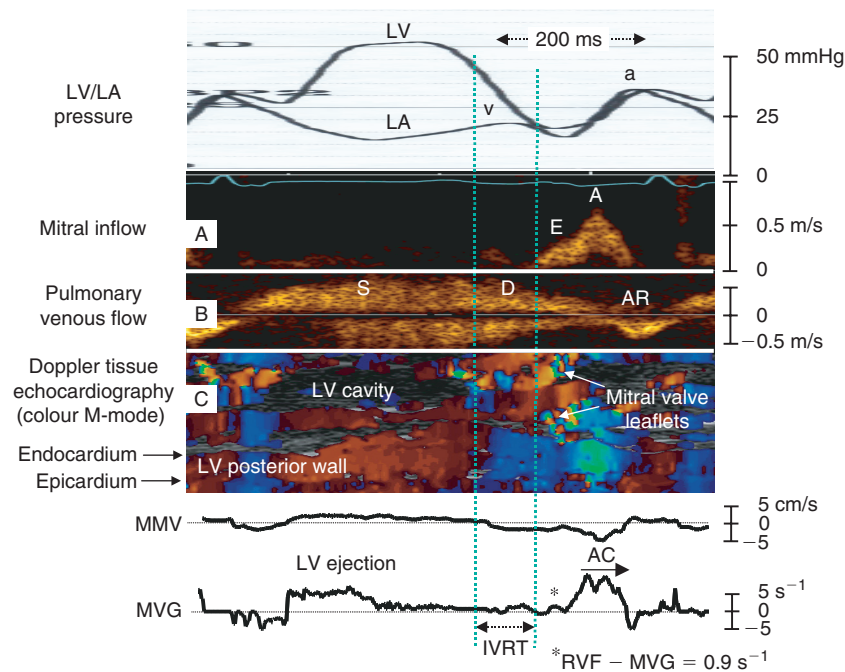 LV
200 ms
50 mmHg
a
LV/LA
pressure
v
25
LA
0
A
Mitral inflow
E
0.5 m/s
A
0
Pulmonary
venous flow
S
D
AR
0
B
−0.5 m/s
Doppler tissue
echocardiography
(colour M-mode)
C
LV cavity
Mitral valve
leaflets
Endocardium
LV posterior wall
Epicardium
5 cm/s
MMV
0
−5
LV ejection
AC
*
5 s⁻¹
MVG
0
−5
IVRT
*RVF − MVG = 0.9 s⁻¹